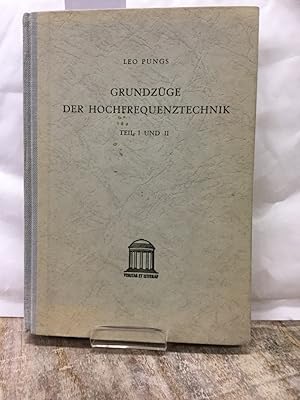 LEO PUNGS
GRUNDZÜGE
DER HOCHFREQUENZTECHNIK
TEIL I UND II